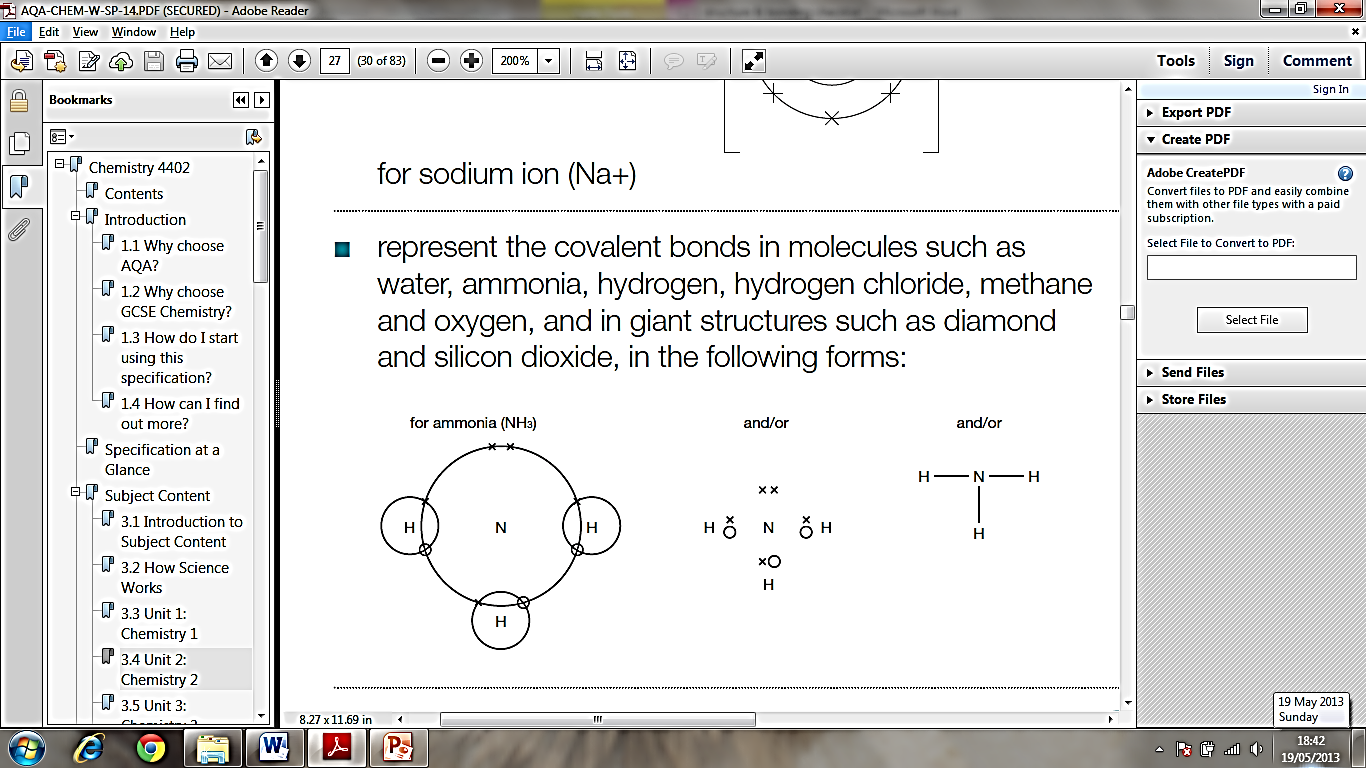 AQA-CHEM-W-SP-14.PDF (SECURED) - Adobe Reader
File Edit View Window Help
27 (30 of 83) 200% Tools Sign Comment
Sign In
Bookmarks
Chemistry 4402
Contents
Introduction
1.1 Why choose
AQA?
1.2 Why choose
GCSE Chemistry?
1.3 How do I start
using this
specification?
1.4 How can I find
out more?
Specification at a
Glance
Subject Content
3.1 Introduction to
Subject Content
3.2 How Science
Works
3.3 Unit 1:
Chemistry 1
3.4 Unit 2:
Chemistry 2
3.5 Unit 3:
for sodium ion (Na+)
represent the covalent bonds in molecules such as
water, ammonia, hydrogen, hydrogen chloride, methane
and oxygen, and in giant structures such as diamond
and silicon dioxide, in the following forms:
for ammonia (NH3) and/or and/or
H N H
H
H N H
H
H N H
H
8.27 x 11.69 in
Export PDF
Create PDF
Adobe CreatePDF
Convert files to PDF and easily combine
them with other file types with a paid
subscription.
Select File to Convert to PDF:
Select File
Send Files
Store Files
19 May 2013
Sunday
18:42
19/05/2013